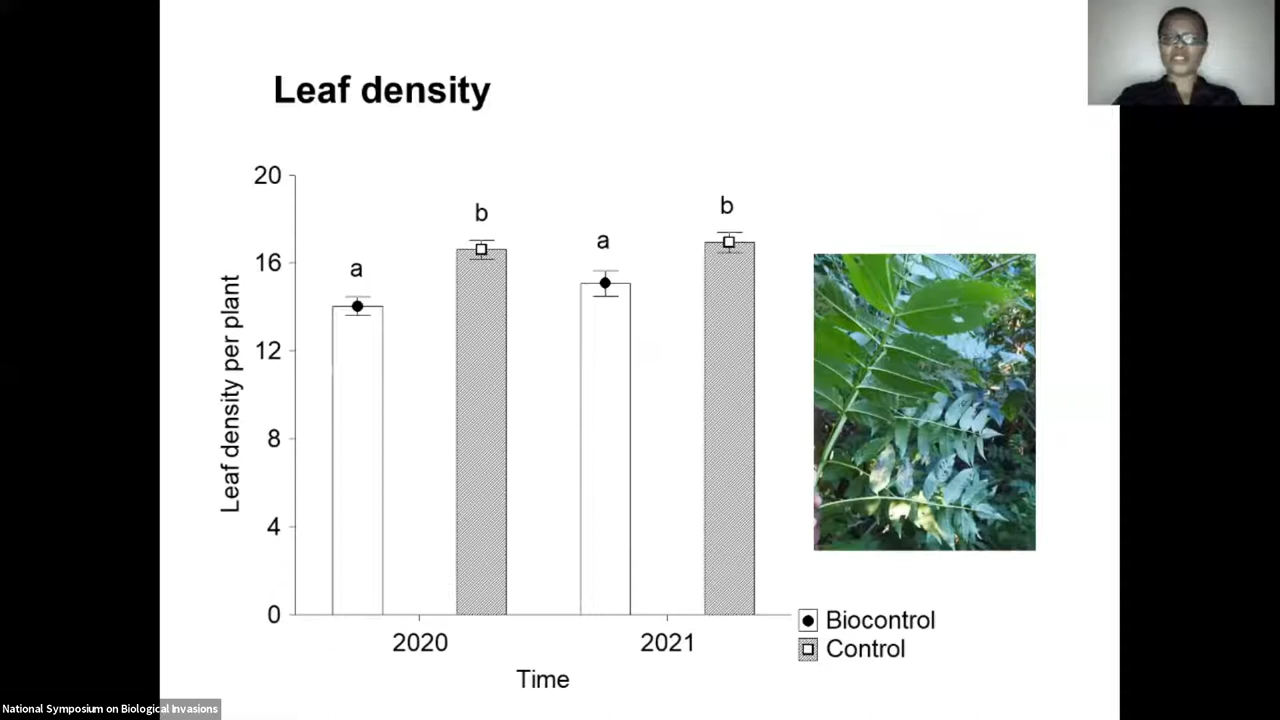 Leaf density
20
16
12
8
4
0
Leaf density per plant
a
b
a
b
2020
2021
Time
Biocontrol
Control
National Symposium on Biological Invasions